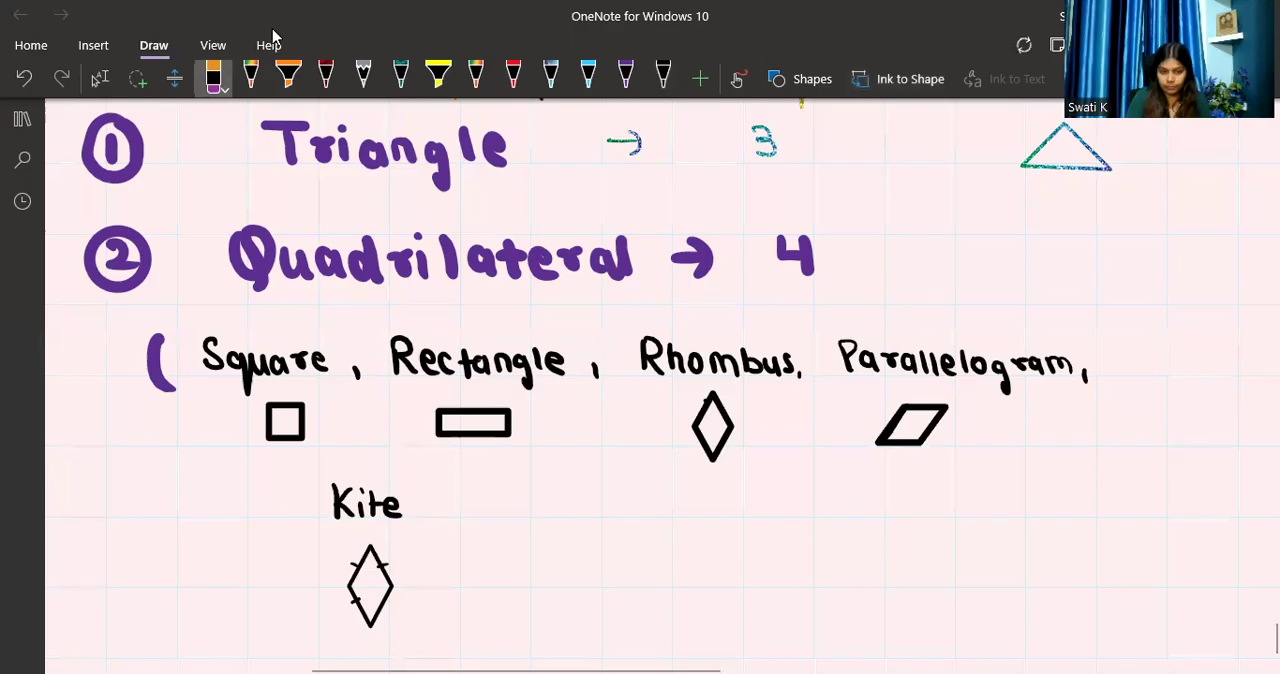 OneNote for Windows 10
Home Insert Draw View Help
Shapes Ink to Shape Ink to Text
Swati K
① Triangle → 3
② Quadrilateral → 4
( Square, Rectangle, Rhombus, Parallelogram,
Kite